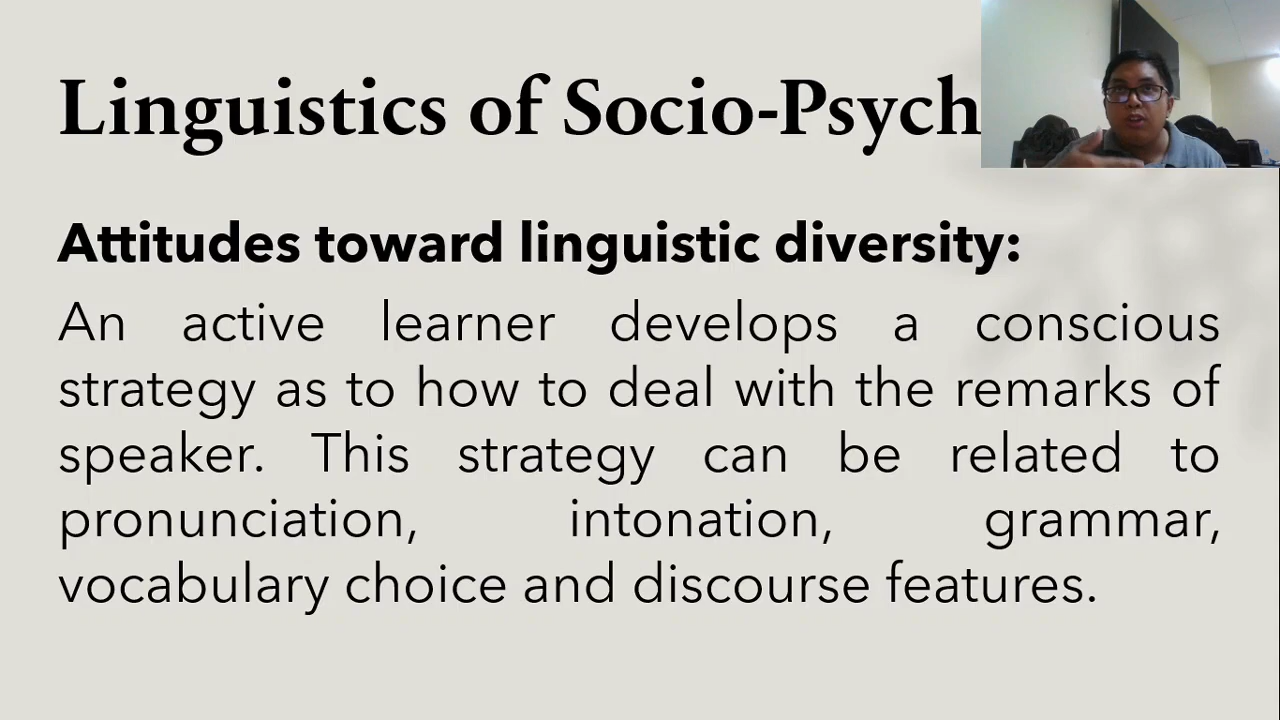 Linguistics of Socio-Psych
Attitudes toward linguistic diversity:
An active learner develops a conscious
strategy as to how to deal with the remarks of
speaker. This strategy can be related to
pronunciation, intonation, grammar,
vocabulary choice and discourse features.